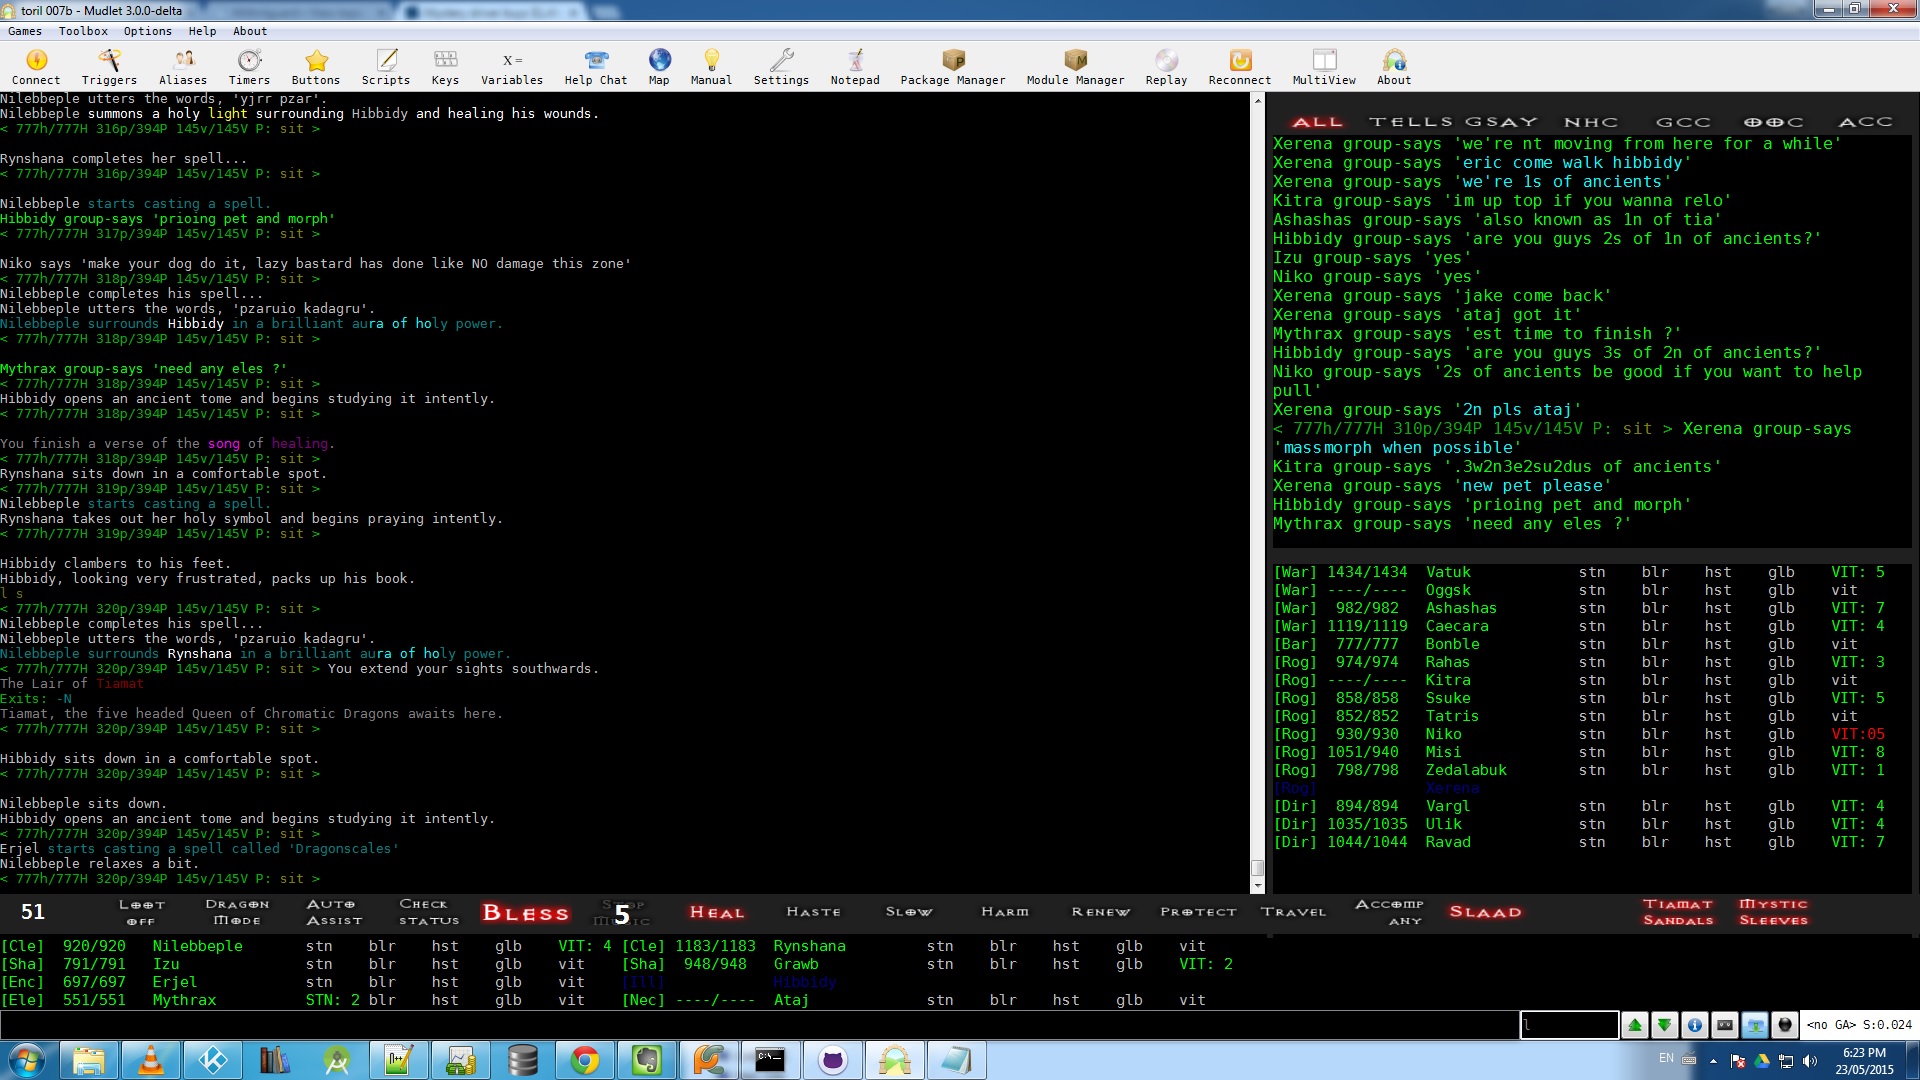 toril 007b - Mudlet 3.0.0-delta
Games Toolbox Options Help About
Connect Triggers Aliases Timers Buttons Scripts Keys Variables Help Chat Map Manual Settings Notepad Package Manager Module Manager Replay Reconnect MultiView About
Nilebbeple utters the words, 'yjrr pzar'.
Nilebbeple summons a holy light surrounding Hibbidy and healing his wounds.
< 777h/777H 316p/394P 145v/145V P: sit >
Rynshana completes her spell...
< 777h/777H 316p/394P 145v/145V P: sit >
Nilebbeple starts casting a spell.
Hibbidy group-says 'prioing pet and morph'
< 777h/777H 317p/394P 145v/145V P: sit >
Niko says 'make your dog do it, lazy bastard has done like NO damage this zone'
< 777h/777H 318p/394P 145v/145V P: sit >
Nilebbeple completes his spell...
Nilebbeple utters the words, 'pzaruio kadagru'.
Nilebbeple surrounds Hibbidy in a brilliant aura of holy power.
< 777h/777H 318p/394P 145v/145V P: sit >
Mythrax group-says 'need any eles ?'
< 777h/777H 318p/394P 145v/145V P: sit >
Hibbidy opens an ancient tome and begins studying it intently.
< 777h/777H 318p/394P 145v/145V P: sit >
You finish a verse of the song of healing.
< 777h/777H 318p/394P 145v/145V P: sit >
Rynshana sits down in a comfortable spot.
< 777h/777H 319p/394P 145v/145V P: sit >
Nilebbeple starts casting a spell.
Rynshana takes out her holy symbol and begins praying intently.
< 777h/777H 319p/394P 145v/145V P: sit >
Hibbidy clambers to his feet.
Hibbidy, looking very frustrated, packs up his book.
l s
< 777h/777H 320p/394P 145v/145V P: sit >
Nilebbeple completes his spell...
Nilebbeple utters the words, 'pzaruio kadagru'.
Nilebbeple surrounds Rynshana in a brilliant aura of holy power.
< 777h/777H 320p/394P 145v/145V P: sit > You extend your sights southwards.
The Lair of Tiamat
Exits: -N
Tiamat, the five headed Queen of Chromatic Dragons awaits here.
< 777h/777H 320p/394P 145v/145V P: sit >
Hibbidy sits down in a comfortable spot.
< 777h/777H 320p/394P 145v/145V P: sit >
Nilebbeple sits down.
Hibbidy opens an ancient tome and begins studying it intently.
< 777h/777H 320p/394P 145v/145V P: sit >
Erjel starts casting a spell called 'Dragonscales'
Nilebbeple relaxes a bit.
< 777h/777H 320p/394P 145v/145V P: sit >
ALL TELLS GSAY NHC GCC OOC ACC
Xerena group-says 'we're nt moving from here for a while'
Xerena group-says 'eric come walk hibbidy'
Xerena group-says 'we're 1s of ancients'
Kitra group-says 'im up top if you wanna relo'
Ashashas group-says 'also known as 1n of tia'
Hibbidy group-says 'are you guys 2s of 1n of ancients?'
Izu group-says 'yes'
Niko group-says 'yes'
Xerena group-says 'jake come back'
Xerena group-says 'ataj got it'
Mythrax group-says 'est time to finish ?'
Hibbidy group-says 'are you guys 3s of 2n of ancients?'
Niko group-says '2s of ancients be good if you want to help
pull'
Xerena group-says '2n pls ataj'
< 777h/777H 310p/394P 145v/145V P: sit > Xerena group-says
'massmorph when possible'
Kitra group-says '.3w2n3e2su2dus of ancients'
Xerena group-says 'new pet please'
Hibbidy group-says 'prioing pet and morph'
Mythrax group-says 'need any eles ?'
[War] 1434/1434 Vatuk stn blr hst glb VIT: 5
[War] ----/---- Oggsk stn blr hst glb vit
[War] 982/982 Ashashas stn blr hst glb VIT: 7
[War] 1119/1119 Caecara stn blr hst glb VIT: 4
[Bar] 777/777 Bonble stn blr hst glb vit
[Rog] 974/974 Rahas stn blr hst glb VIT: 3
[Rog] ----/---- Kitra stn blr hst glb vit
[Rog] 858/858 Ssuke stn blr hst glb VIT: 5
[Rog] 852/852 Tatris stn blr hst glb vit
[Rog] 930/930 Niko stn blr hst glb VIT:05
[Rog] 1051/940 Misi stn blr hst glb VIT: 8
[Rog] 798/798 Zedalabuk stn blr hst glb VIT: 1
[Rog] Xerena
[Dir] 894/894 Vargl stn blr hst glb VIT: 4
[Dir] 1035/1035 Ulik stn blr hst glb VIT: 4
[Dir] 1044/1044 Ravad stn blr hst glb VIT: 7
51 LOOT OFF DRAGON MODE AUTO ASSIST CHECK STATUS BLESS STOP MUSIC 5 HEAL HASTE SLOW HARM RENEW PROTECT TRAVEL ACCOMP ANY SLAAD TIAMAT SANDALS MYSTIC SLEEVES
[Cle] 920/920 Nilebbeple stn blr hst glb VIT: 4 [Cle] 1183/1183 Rynshana stn blr hst glb vit
[Sha] 791/791 Izu stn blr hst glb vit [Sha] 948/948 Grawb stn blr hst glb VIT: 2
[Enc] 697/697 Erjel stn blr hst glb vit [Ill] Hibbidy
[Ele] 551/551 Mythrax STN: 2 blr hst glb vit [Nec] ----/---- Ataj stn blr hst glb vit
l <no GA> S:0.024
EN 6:23 PM
23/05/2015